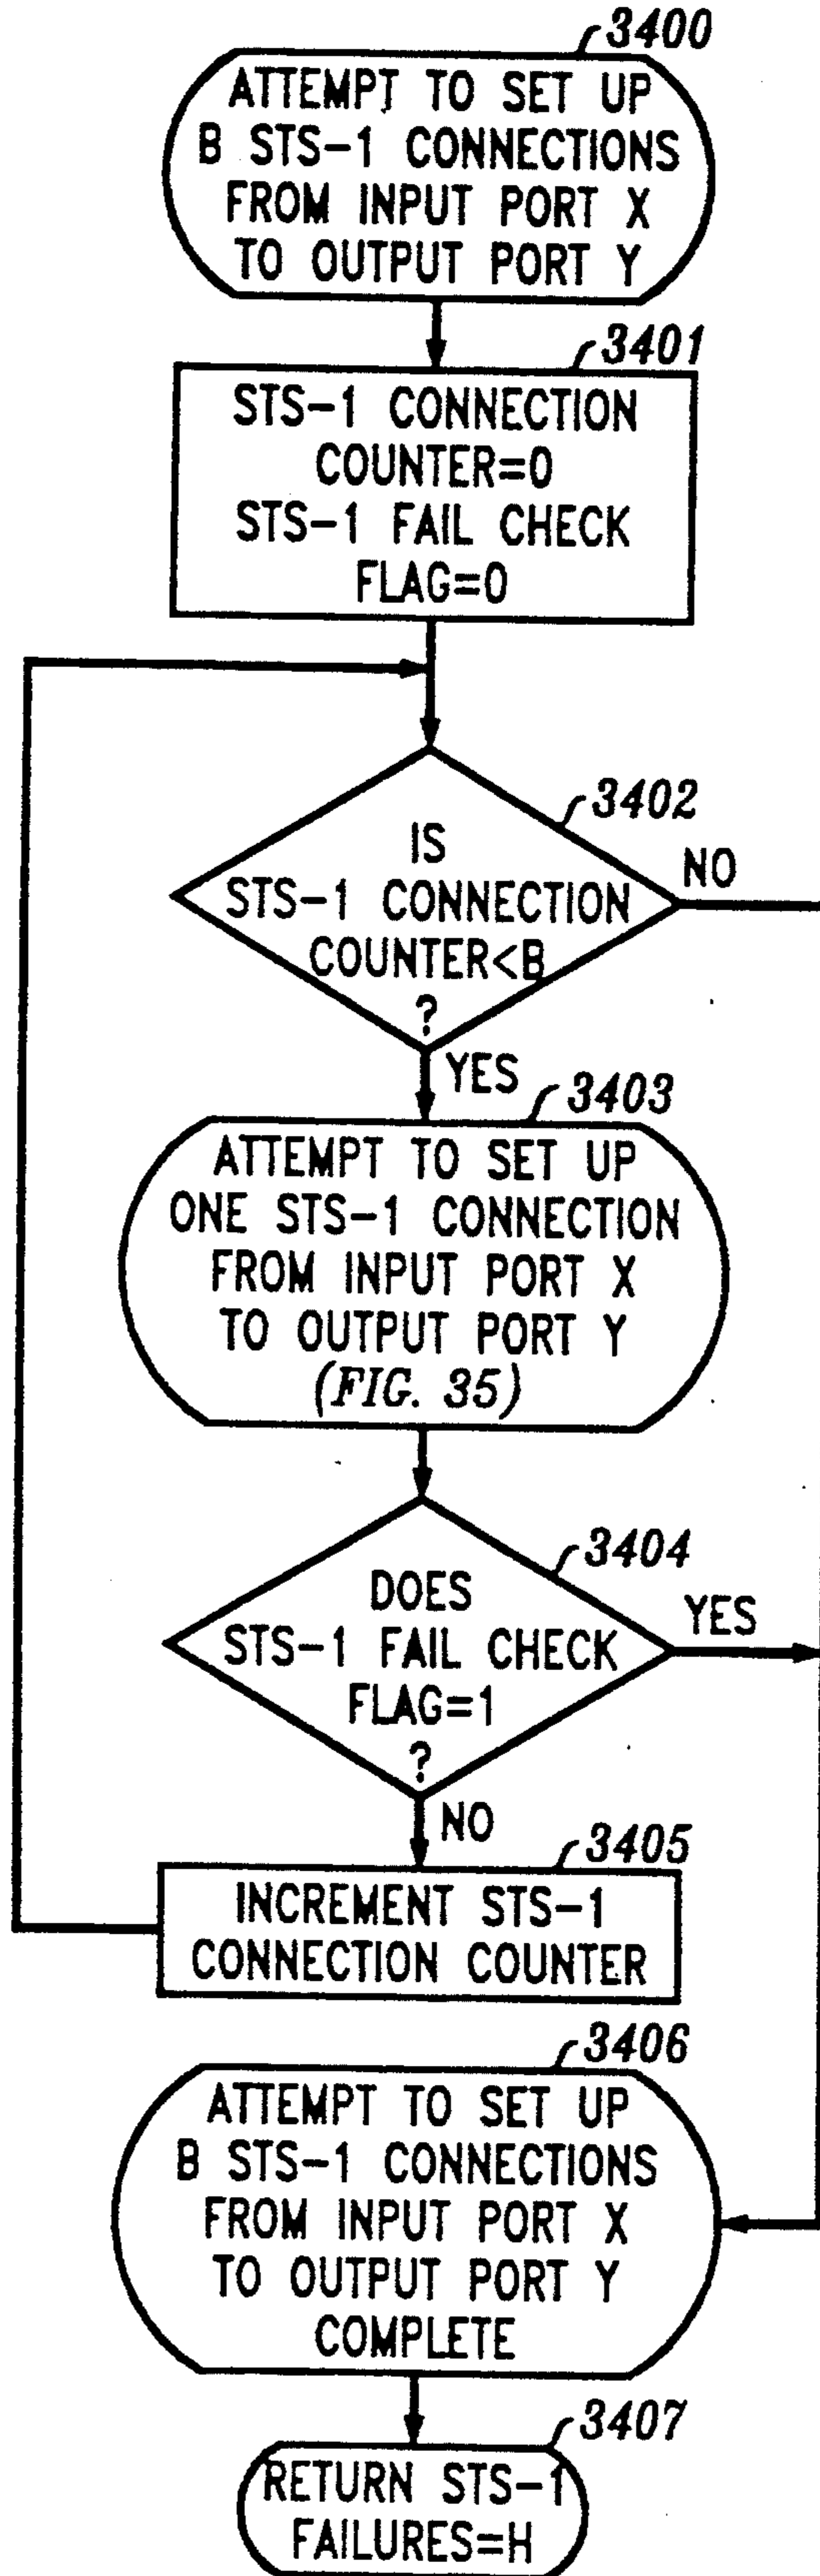 3400
ATTEMPT TO SET UP
B STS-1 CONNECTIONS
FROM INPUT PORT X
TO OUTPUT PORT Y
3401
STS-1 CONNECTION
COUNTER=0
STS-1 FAIL CHECK
FLAG=0
3402
IS
STS-1 CONNECTION
COUNTER<B
?
NO
YES
3403
ATTEMPT TO SET UP
ONE STS-1 CONNECTION
FROM INPUT PORT X
TO OUTPUT PORT Y
(FIG. 35)
3404
DOES
STS-1 FAIL CHECK
FLAG=1
?
YES
NO
3405
INCREMENT STS-1
CONNECTION COUNTER
3406
ATTEMPT TO SET UP
B STS-1 CONNECTIONS
FROM INPUT PORT X
TO OUTPUT PORT Y
COMPLETE
3407
RETURN STS-1
FAILURES=H